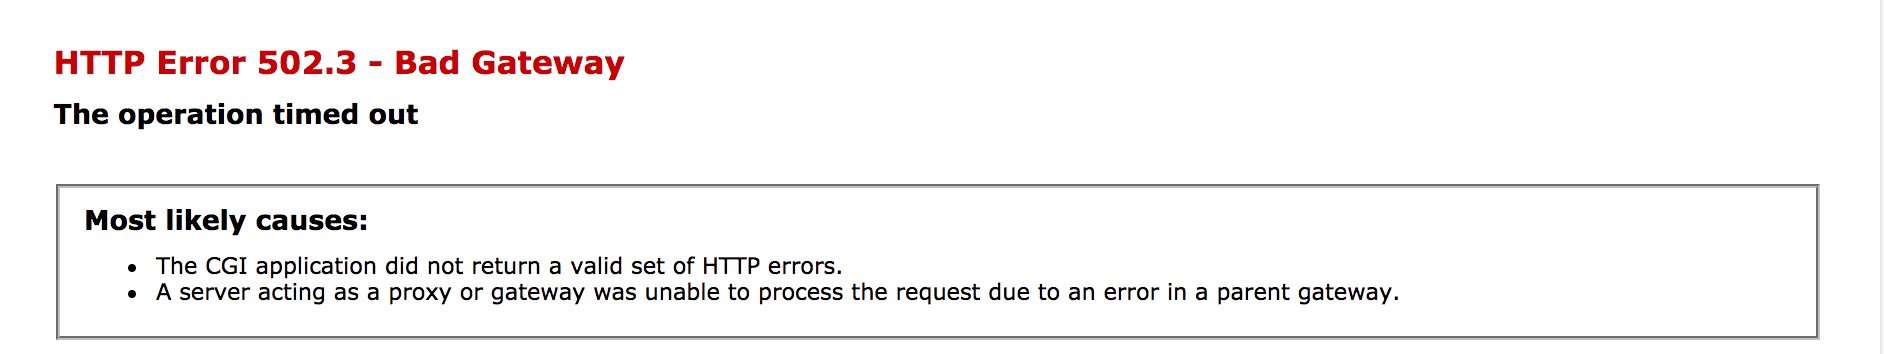 HTTP Error 502.3 - Bad Gateway
The operation timed out
Most likely causes:
• The CGI application did not return a valid set of HTTP errors.
• A server acting as a proxy or gateway was unable to process the request due to an error in a parent gateway.